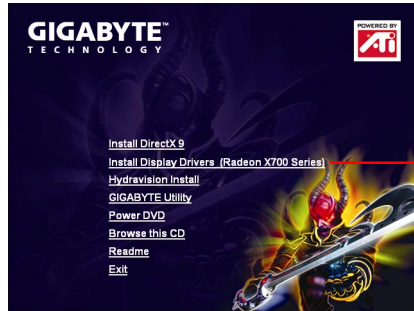 GIGABYTE™
TECHNOLOGY
POWERED BY
ATi
Install DirectX 9
Install Display Drivers (Radeon X700 Series)
Hydravision Install
GIGABYTE Utility
Power DVD
Browse this CD
Readme
Exit